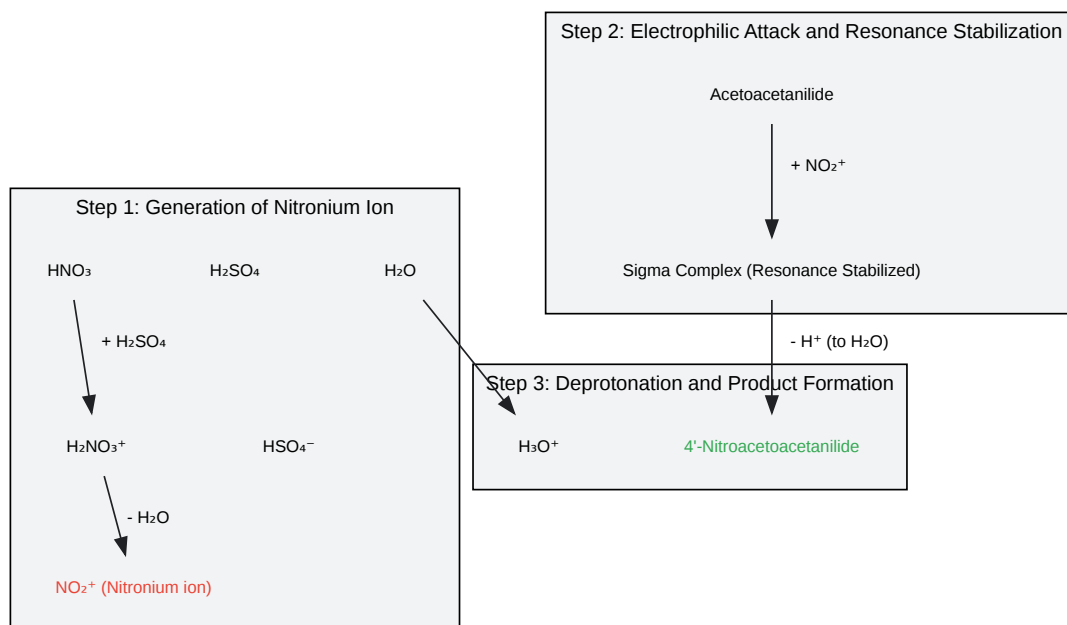 Step 2: Electrophilic Attack and Resonance Stabilization
Acetoacetanilide
+ NO₂⁺
Sigma Complex (Resonance Stabilized)
- H⁺ (to H₂O)
Step 1: Generation of Nitronium Ion
HNO₃
H₂SO₄
H₂O
+ H₂SO₄
H₂NO₃⁺
HSO₄⁻
- H₂O
NO₂⁺ (Nitronium ion)
Step 3: Deprotonation and Product Formation
H₃O⁺
4'-Nitroacetoacetanilide